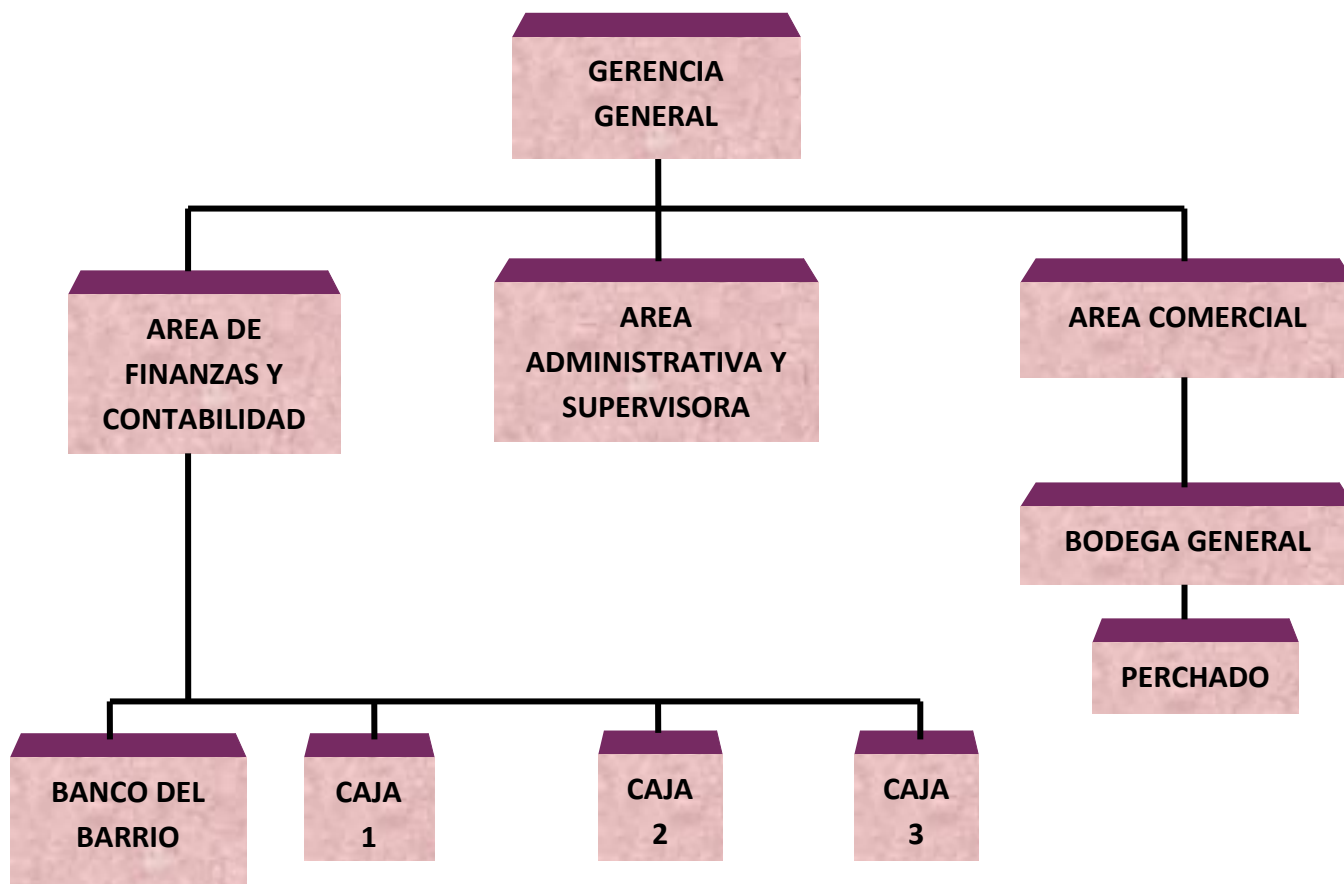 GERENCIA
GENERAL
AREA DE
FINANZAS Y
CONTABILIDAD
AREA
ADMINISTRATIVA Y
SUPERVISORA
AREA COMERCIAL
BODEGA GENERAL
PERCHADO
BANCO DEL
BARRIO
CAJA
1
CAJA
2
CAJA
3